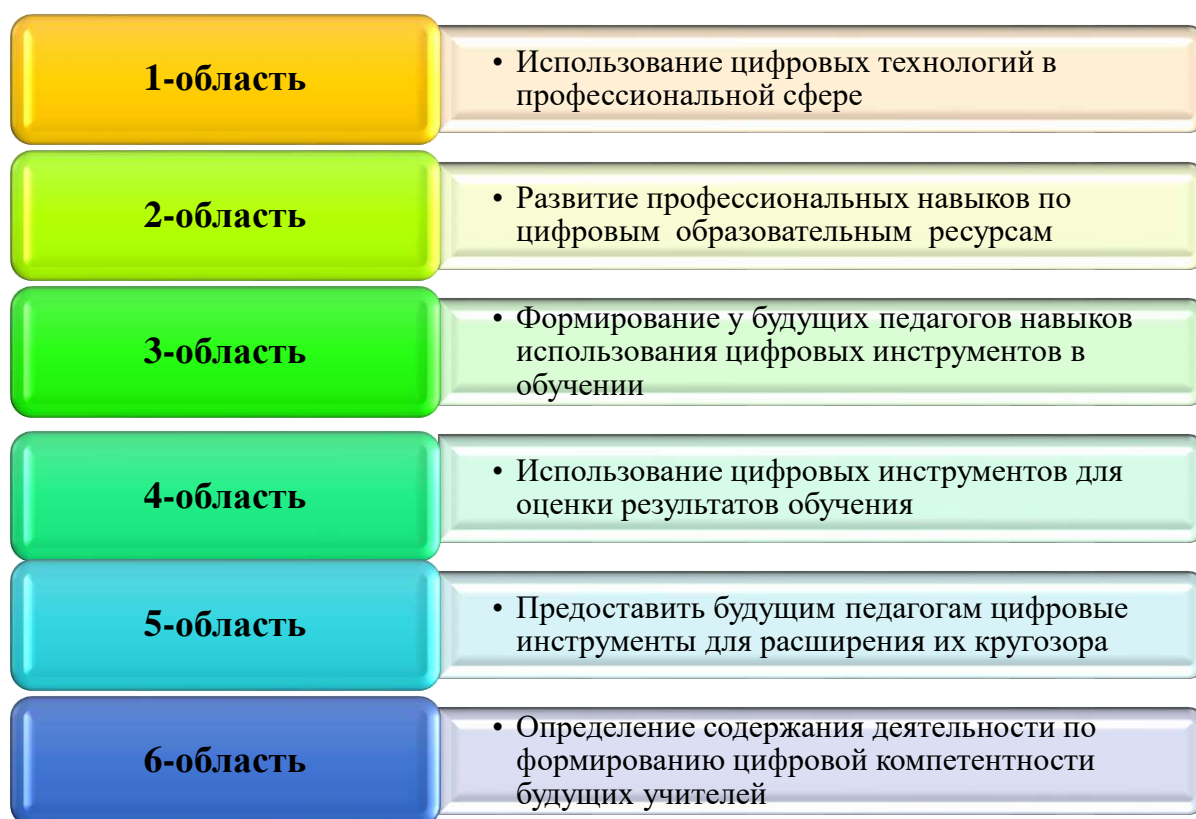 1-область
• Использование цифровых технологий в
профессиональной сфере
2-область
• Развитие профессиональных навыков по
цифровым образовательным ресурсам
3-область
• Формирование у будущих педагогов навыков
использования цифровых инструментов в
обучении
4-область
• Использование цифровых инструментов для
оценки результатов обучения
5-область
• Предоставить будущим педагогам цифровые
инструменты для расширения их кругозора
6-область
• Определение содержания деятельности по
формированию цифровой компетентности
будущих учителей